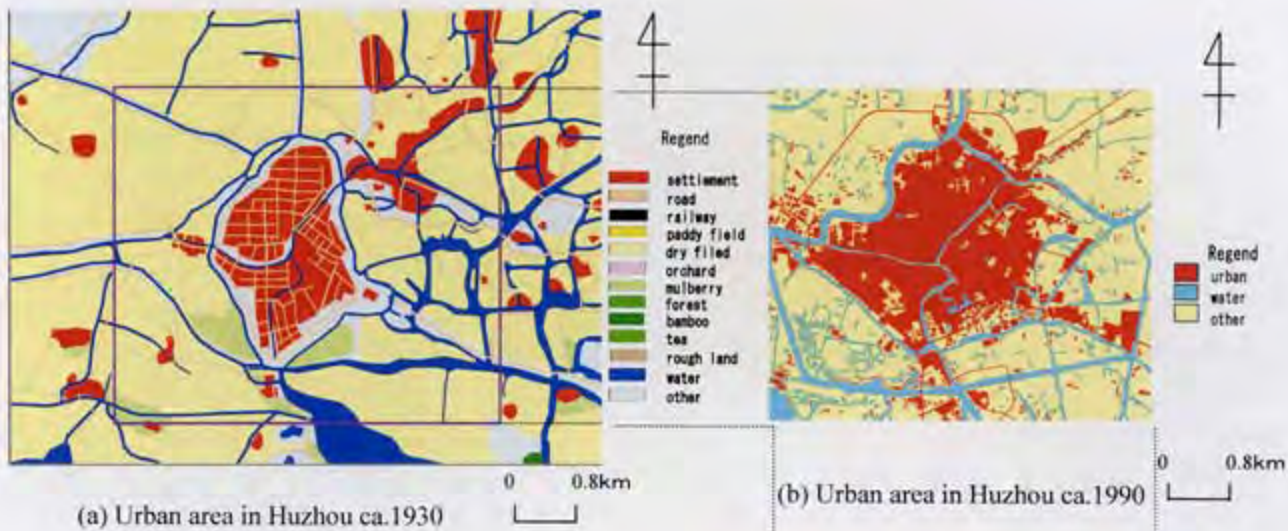 Regend
settlement
road
railway
paddy field
dry filed
orchard
mulberry
forest
bamboo
tea
rough land
water
other
0 0.8km
(a) Urban area in Huzhou ca.1930
Regend
urban
water
other
0 0.8km
(b) Urban area in Huzhou ca.1990